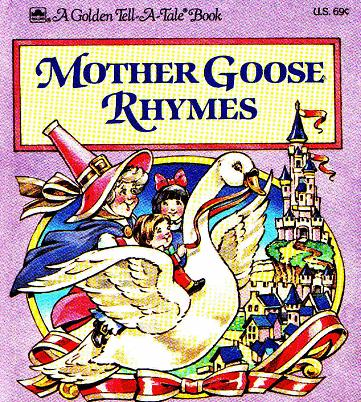 A Golden Tell-A-Tale® Book
U.S. 69¢
MOTHER GOOSE
RHYMES